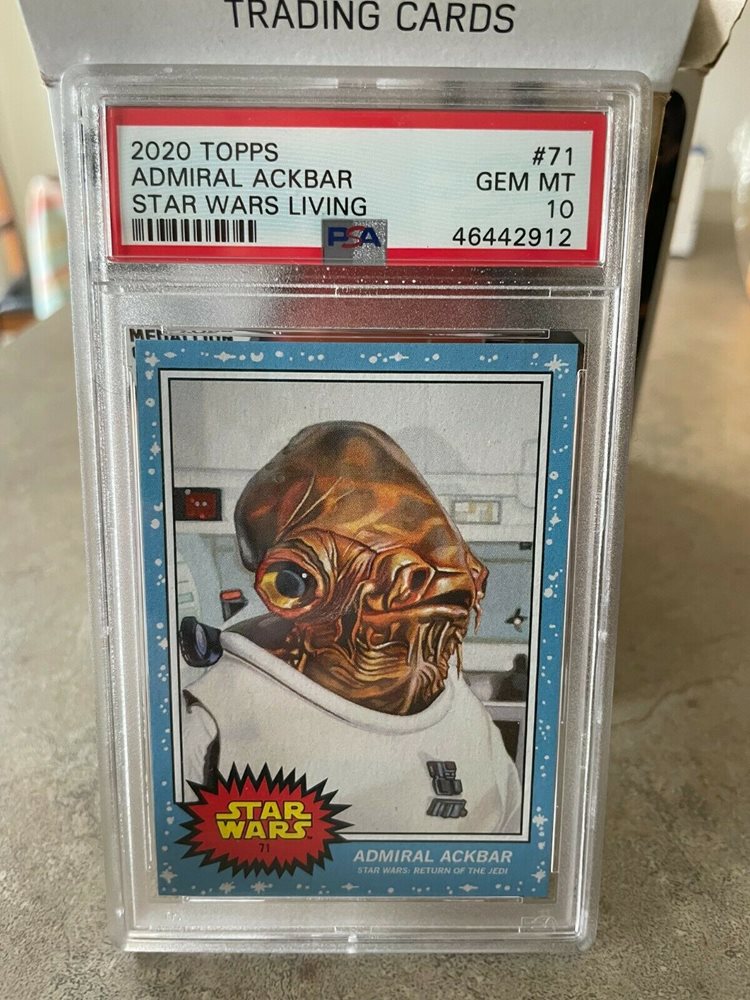 TRADING CARDS
2020 TOPPS
ADMIRAL ACKBAR
STAR WARS LIVING
#71
GEM MT
10
46442912
PSA
MEDALLION
STAR
WARS
71
ADMIRAL ACKBAR
STAR WARS: RETURN OF THE JEDI